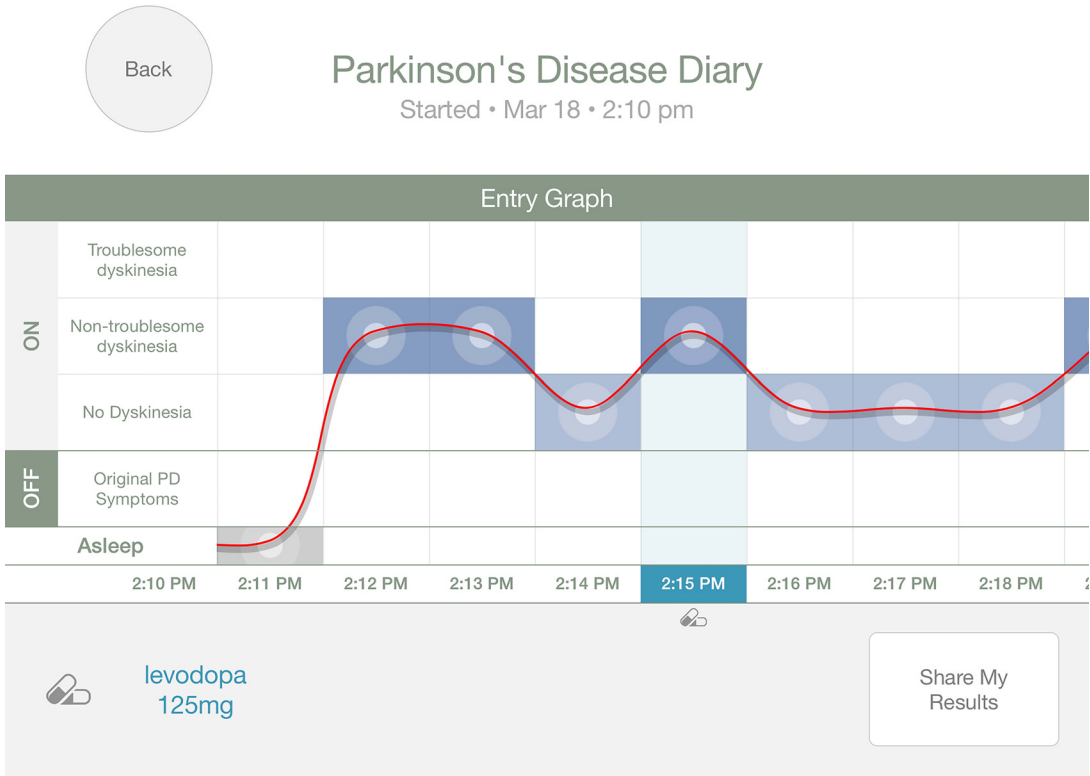 Back
Parkinson's Disease Diary
Started • Mar 18 • 2:10 pm
Entry Graph
ON
Troublesome
dyskinesia
Non-troublesome
dyskinesia
No Dyskinesia
OFF
Original PD
Symptoms
Asleep
2:10 PM 2:11 PM 2:12 PM 2:13 PM 2:14 PM 2:15 PM 2:16 PM 2:17 PM 2:18 PM
levodopa
125mg
Share My
Results